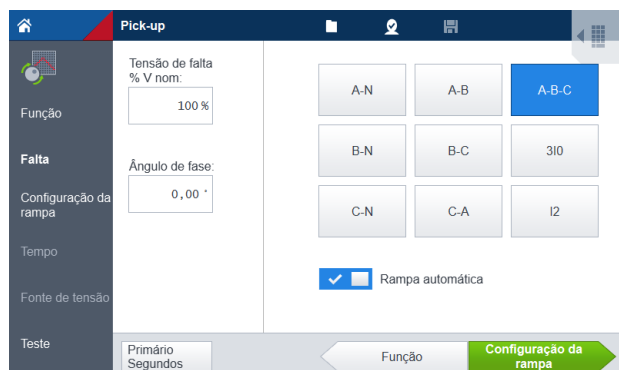 Pick-up
Função
Falta
Configuração da
rampa
Tempo
Fonte de tensão
Teste
Tensão de falta
% V nom:
100 %
Ângulo de fase:
0,00 °
A-N
A-B
A-B-C
B-N
B-C
3I0
C-N
C-A
I2
Rampa automática
Primário
Segundos
Função
Configuração da
rampa